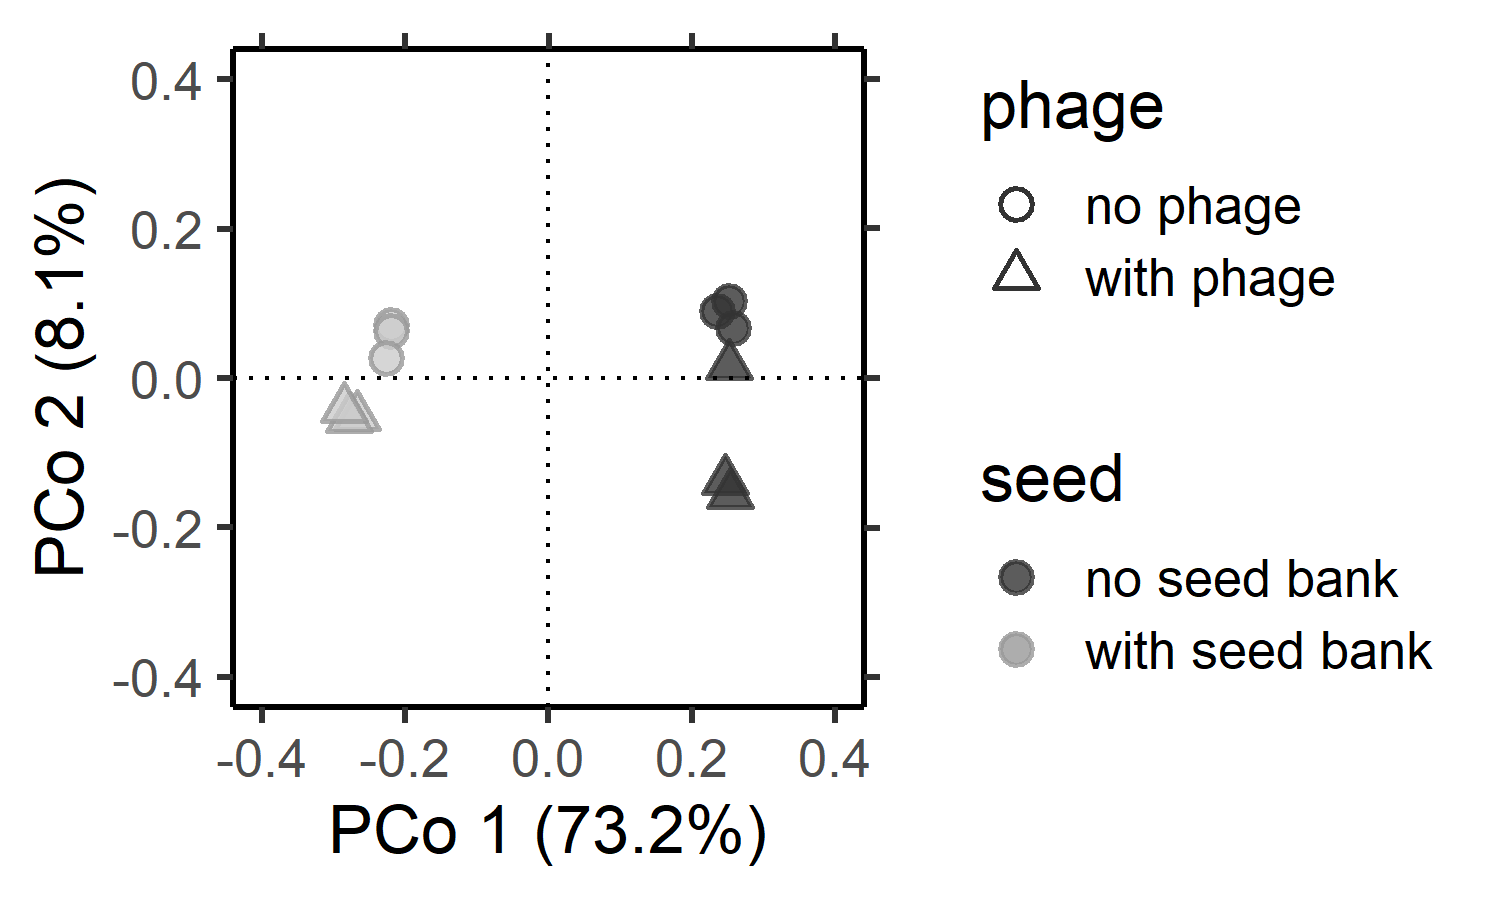 0.4
0.2
0.0
-0.2
-0.4
PCo 2 (8.1%)
-0.4 -0.2 0.0 0.2 0.4
PCo 1 (73.2%)
phage
no phage
with phage
seed
no seed bank
with seed bank